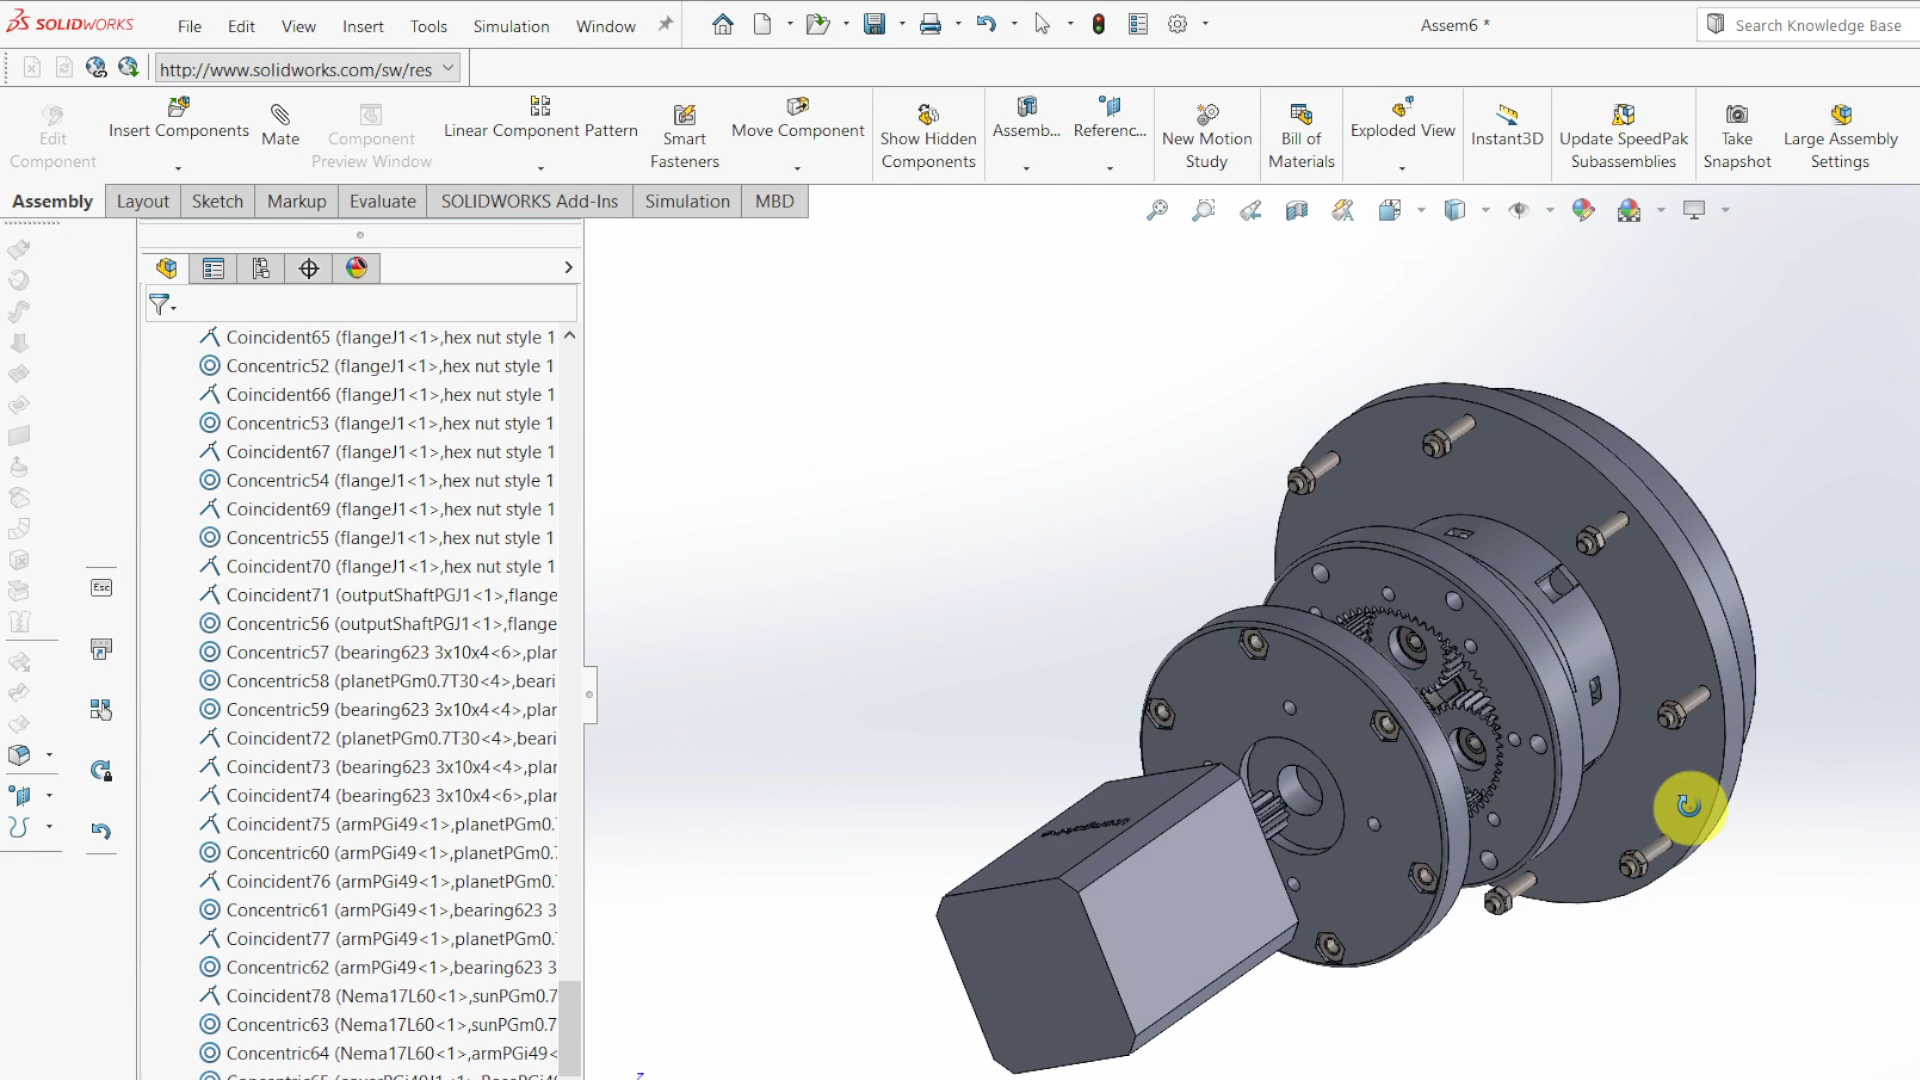 SOLIDWORKS
File Edit View Insert Tools Simulation Window
Assem6 *
Search Knowledge Base
http://www.solidworks.com/sw/res
Edit Component
Insert Components
Mate
Component Preview Window
Linear Component Pattern
Smart Fasteners
Move Component
Show Hidden Components
Assemb...
Referenc...
New Motion Study
Bill of Materials
Exploded View
Instant3D
Update SpeedPak Subassemblies
Take Snapshot
Large Assembly Settings
Assembly Layout Sketch Markup Evaluate SOLIDWORKS Add-Ins Simulation MBD
Coincident65 (flangeJ1<1>,hex nut style 1
Concentric52 (flangeJ1<1>,hex nut style 1
Coincident66 (flangeJ1<1>,hex nut style 1
Concentric53 (flangeJ1<1>,hex nut style 1
Coincident67 (flangeJ1<1>,hex nut style 1
Concentric54 (flangeJ1<1>,hex nut style 1
Coincident69 (flangeJ1<1>,hex nut style 1
Concentric55 (flangeJ1<1>,hex nut style 1
Coincident70 (flangeJ1<1>,hex nut style 1
Coincident71 (outputShaftPGJ1<1>,flange
Concentric56 (outputShaftPGJ1<1>,flange
Concentric57 (bearing623 3x10x4<6>,plar
Concentric58 (planetPGm0.7T30<4>,beari
Concentric59 (bearing623 3x10x4<4>,plar
Coincident72 (planetPGm0.7T30<4>,beari
Coincident73 (bearing623 3x10x4<4>,plar
Coincident74 (bearing623 3x10x4<6>,plar
Coincident75 (armPGi49<1>,planetPGm0.
Concentric60 (armPGi49<1>,planetPGm0.
Coincident76 (armPGi49<1>,planetPGm0.
Concentric61 (armPGi49<1>,bearing623 3
Coincident77 (armPGi49<1>,planetPGm0.
Concentric62 (armPGi49<1>,bearing623 3
Coincident78 (Nema17L60<1>,sunPGm0.7
Concentric63 (Nema17L60<1>,sunPGm0.7
Concentric64 (Nema17L60<1>,armPGi49<
Esc
z